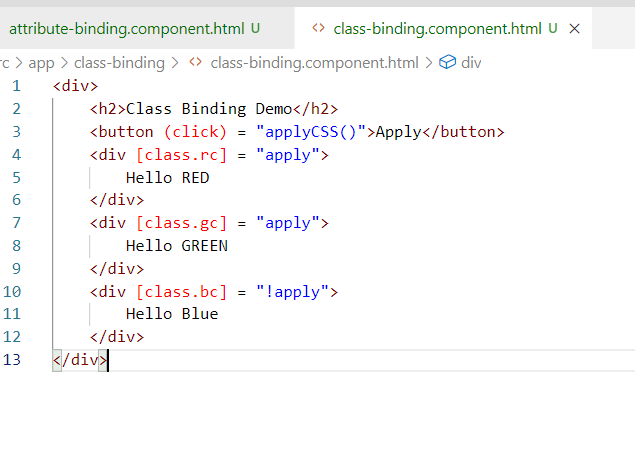 attribute-binding.component.html U
class-binding.component.html U ×
rc > app > class-binding > <> class-binding.component.html > div
1 <div>
2 <h2>Class Binding Demo</h2>
3 <button (click) = "applyCSS()">Apply</button>
4 <div [class.rc] = "apply">
5 Hello RED
6 </div>
7 <div [class.gc] = "apply">
8 Hello GREEN
9 </div>
10 <div [class.bc] = "!apply">
11 Hello Blue
12 </div>
13 </div>